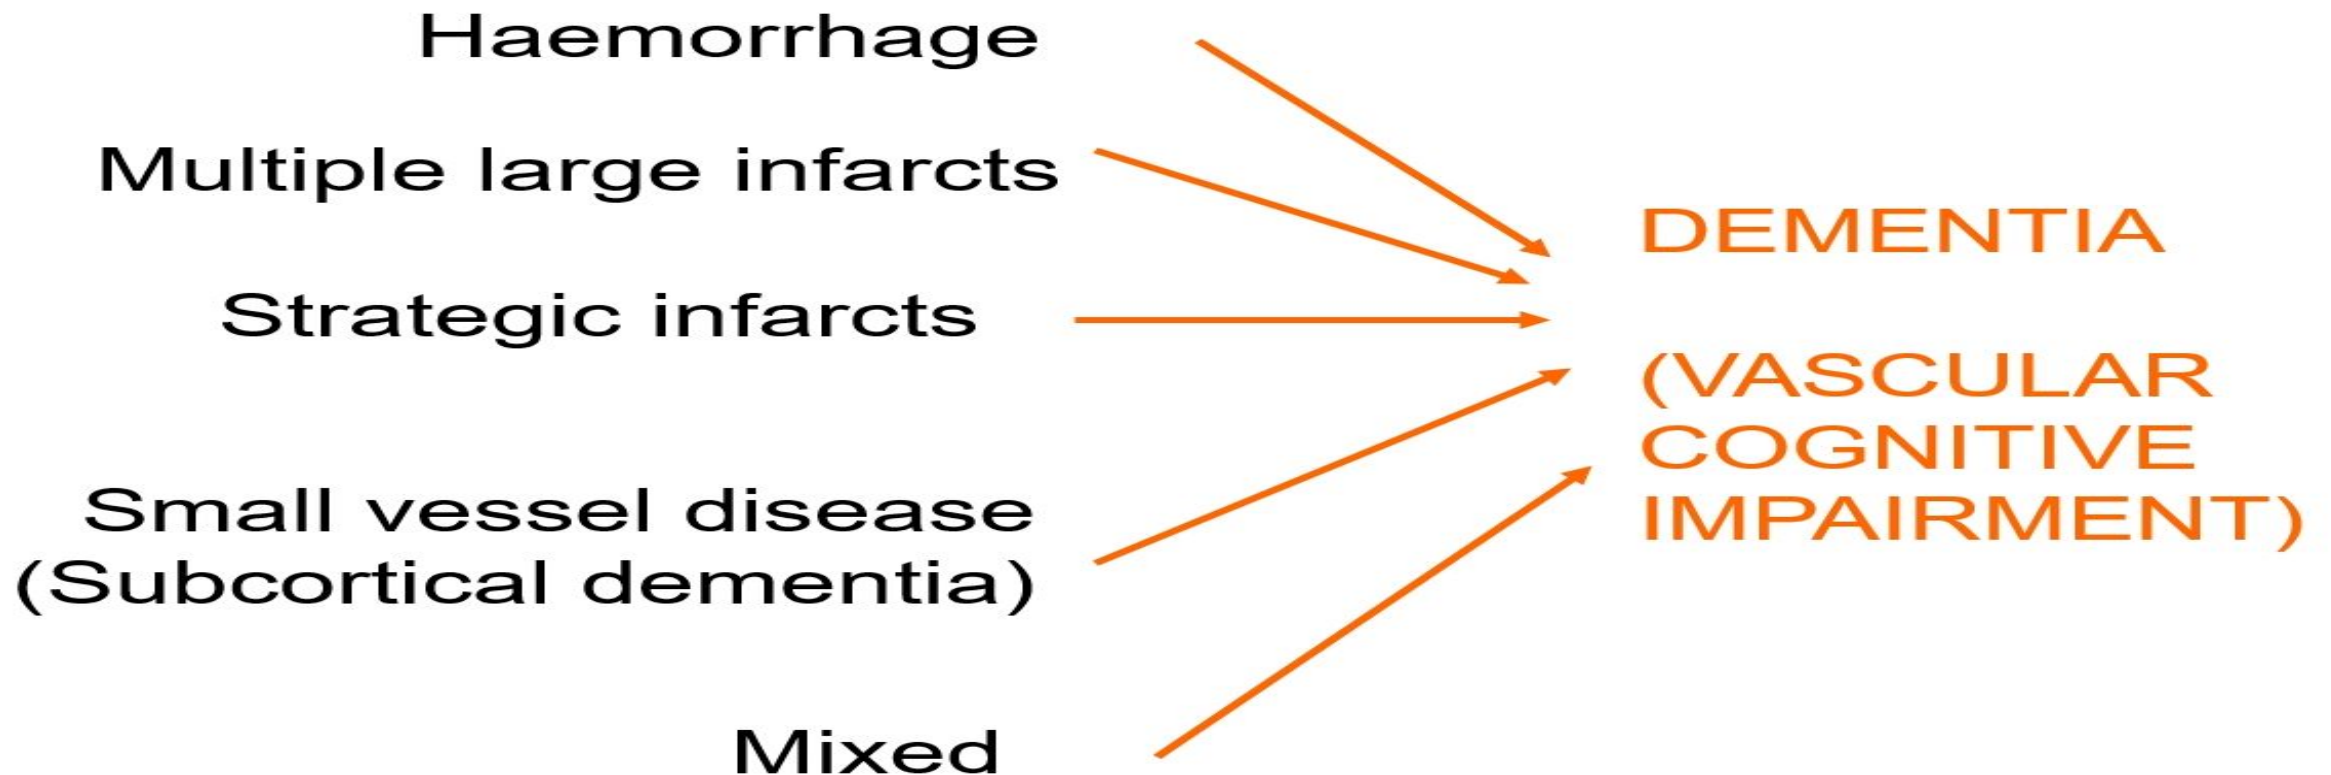 Haemorrhage
Multiple large infarcts
Strategic infarcts
Small vessel disease
(Subcortical dementia)
Mixed
DEMENTIA
(VASCULAR
COGNITIVE
IMPAIRMENT)